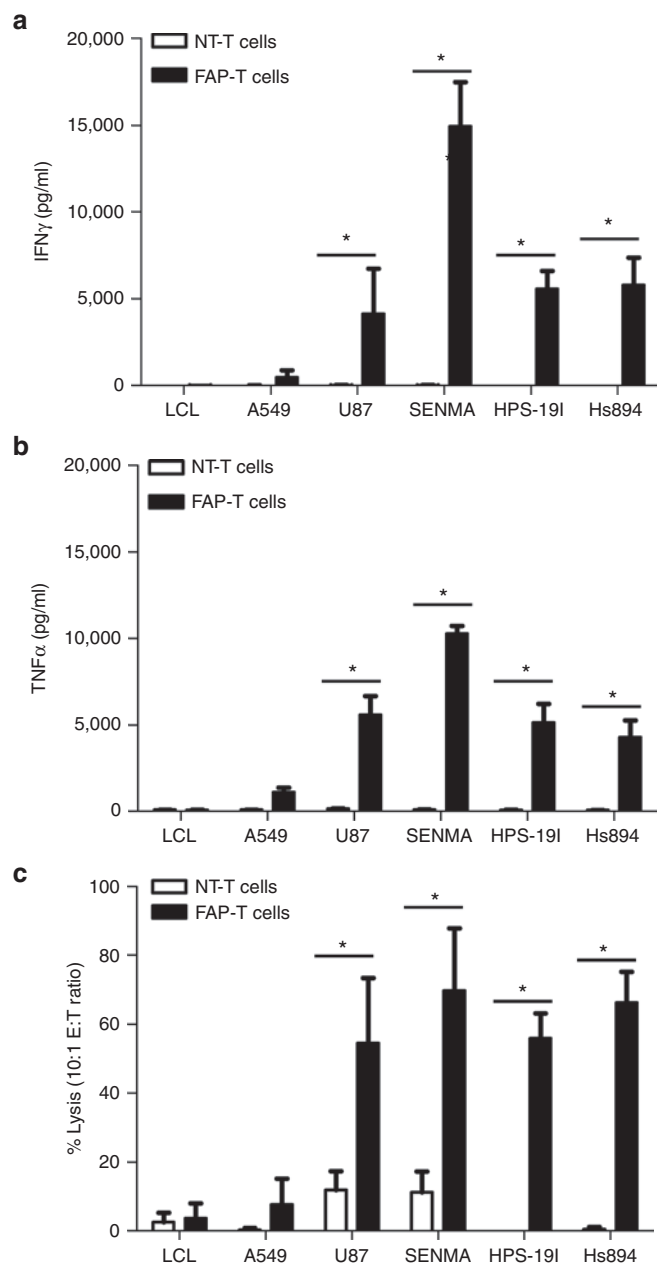 a
20,000
NT-T cells
FAP-T cells
*
15,000
*
IFNγ (pg/ml)
10,000
*
*
*
5,000
0
LCL A549 U87 SENMA HPS-19I Hs894
b
20,000
NT-T cells
FAP-T cells
15,000
TNFα (pg/ml)
*
10,000
*
*
*
5,000
0
LCL A549 U87 SENMA HPS-19I Hs894
c
100
NT-T cells
FAP-T cells
*
80
*
*
*
% Lysis (10:1 E:T ratio)
60
40
20
0
LCL A549 U87 SENMA HPS-19I Hs894